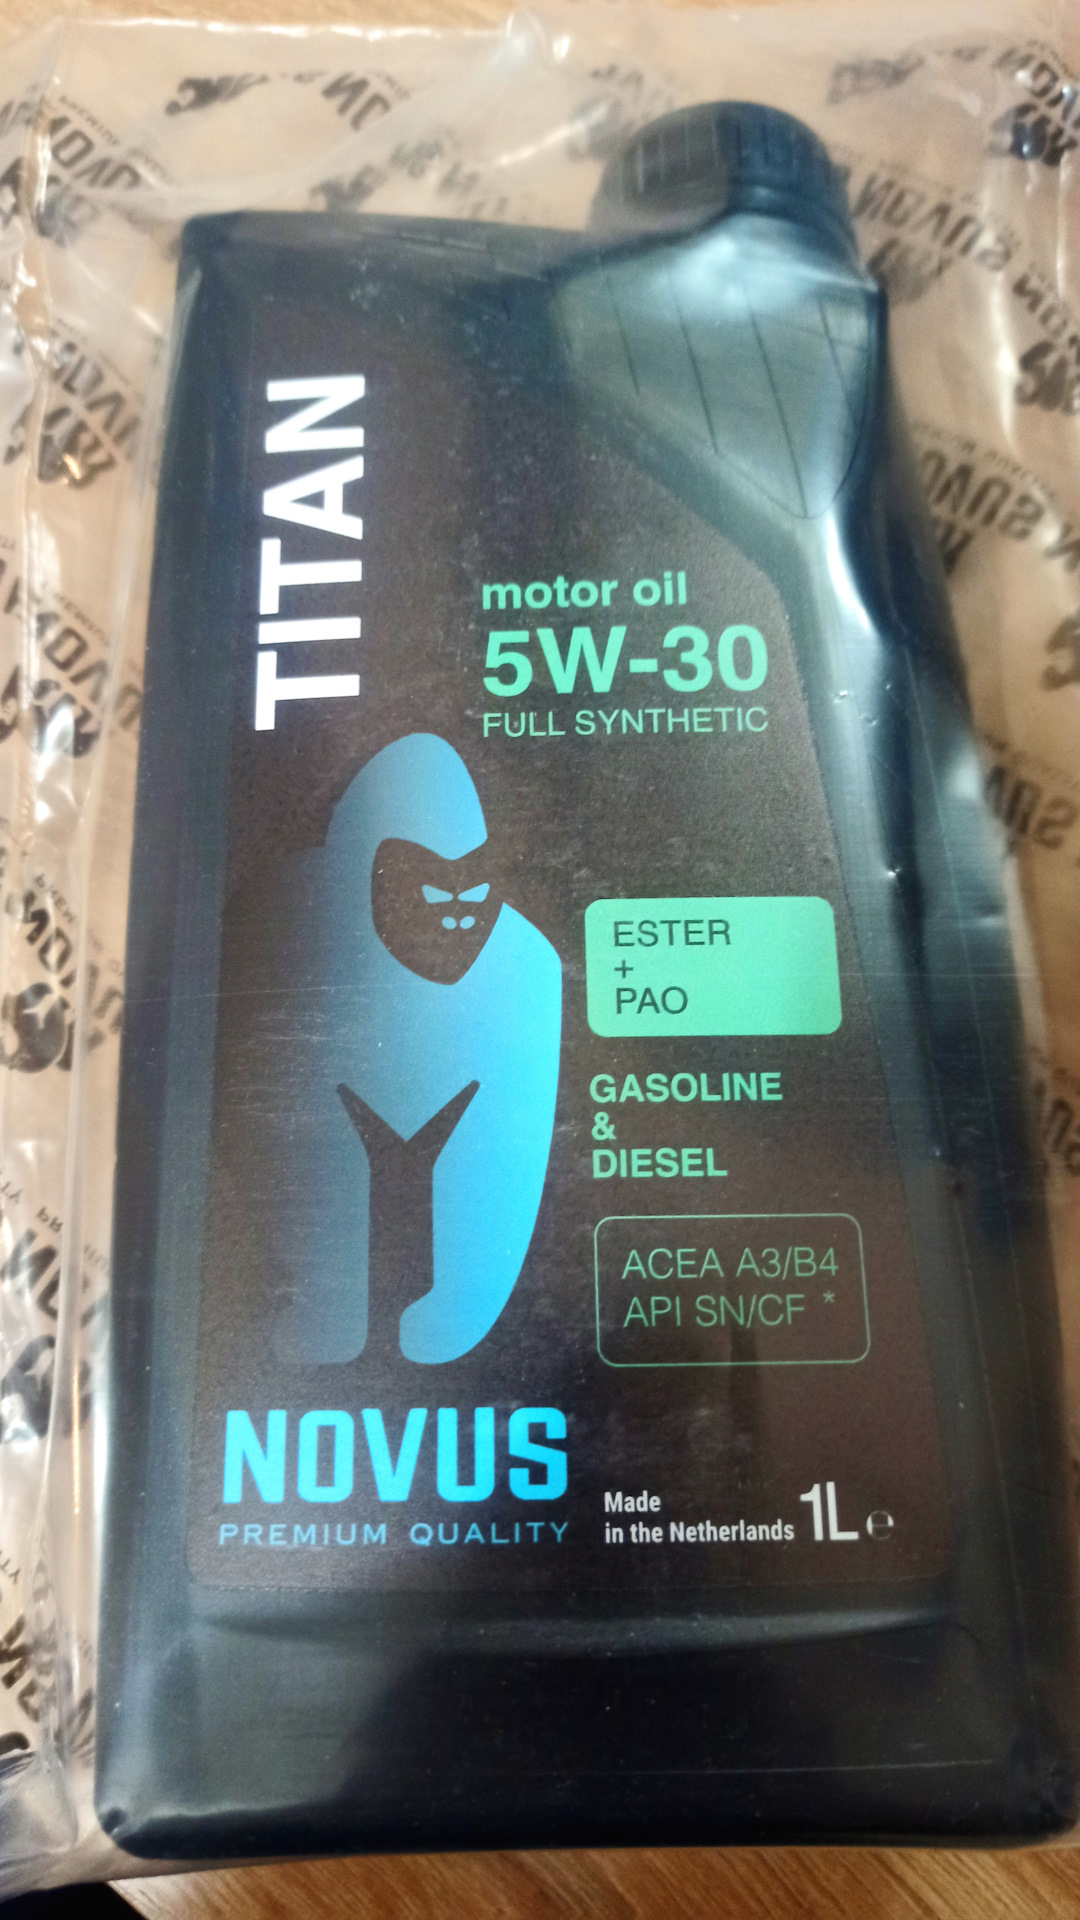 TITAN
motor oil
5W-30
FULL SYNTHETIC
ESTER
+
PAO
GASOLINE
&
DIESEL
ACEA A3/B4
API SN/CF *
NOVUS
PREMIUM QUALITY
Made
in the Netherlands
1L ℮